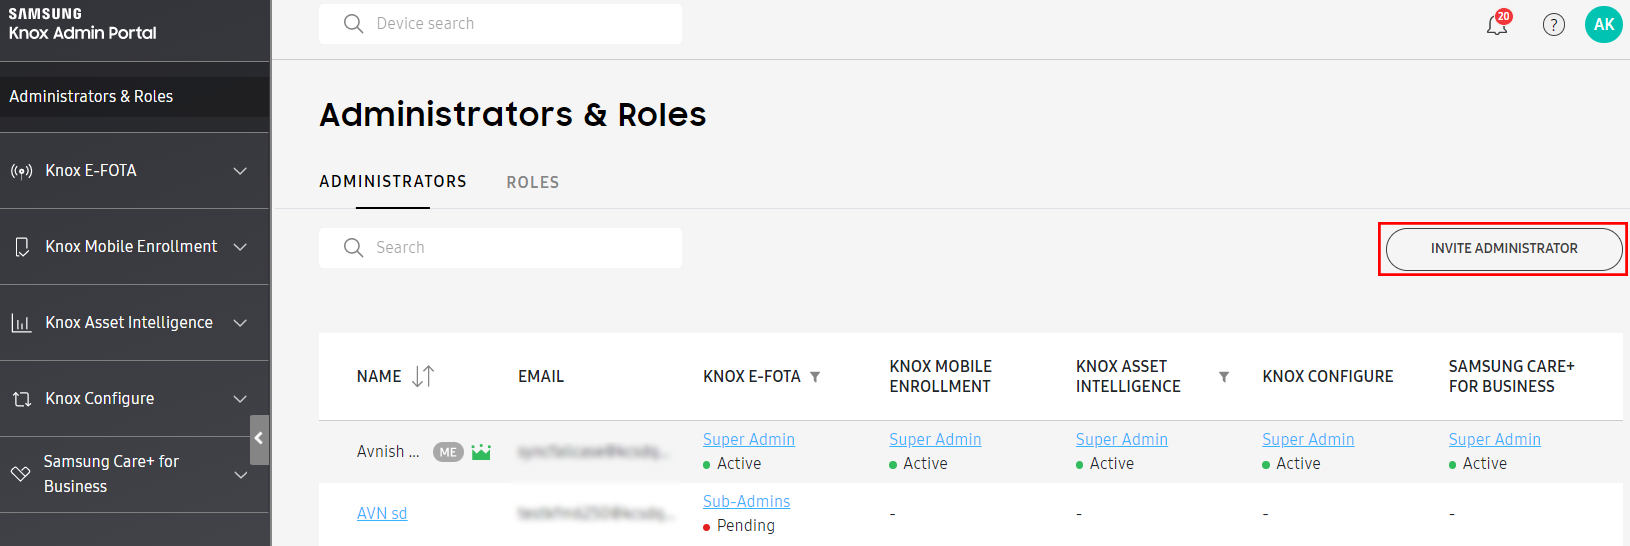 SAMSUNG
Knox Admin Portal
Device search
20
?
AK
Administrators & Roles
Knox E-FOTA
Knox Mobile Enrollment
Knox Asset Intelligence
Knox Configure
Samsung Care+ for
Business
Administrators & Roles
ADMINISTRATORS ROLES
Search
INVITE ADMINISTRATOR
NAME EMAIL KNOX E-FOTA KNOX MOBILE ENROLLMENT KNOX ASSET INTELLIGENCE KNOX CONFIGURE SAMSUNG CARE+ FOR BUSINESS
Avnish ... ME Super Admin Super Admin Super Admin Super Admin Super Admin
Active Active Active Active Active
AVN sd Sub-Admins - - - -
Pending